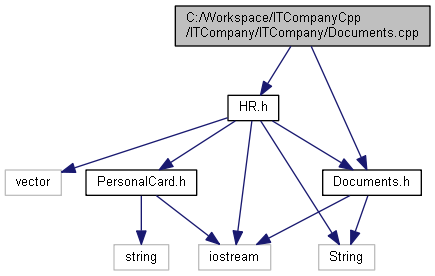 C:/Workspace/ITCompanyCpp
/ITCompany/ITCompany/Documents.cpp
HR.h
vector
PersonalCard.h
Documents.h
string
iostream
String